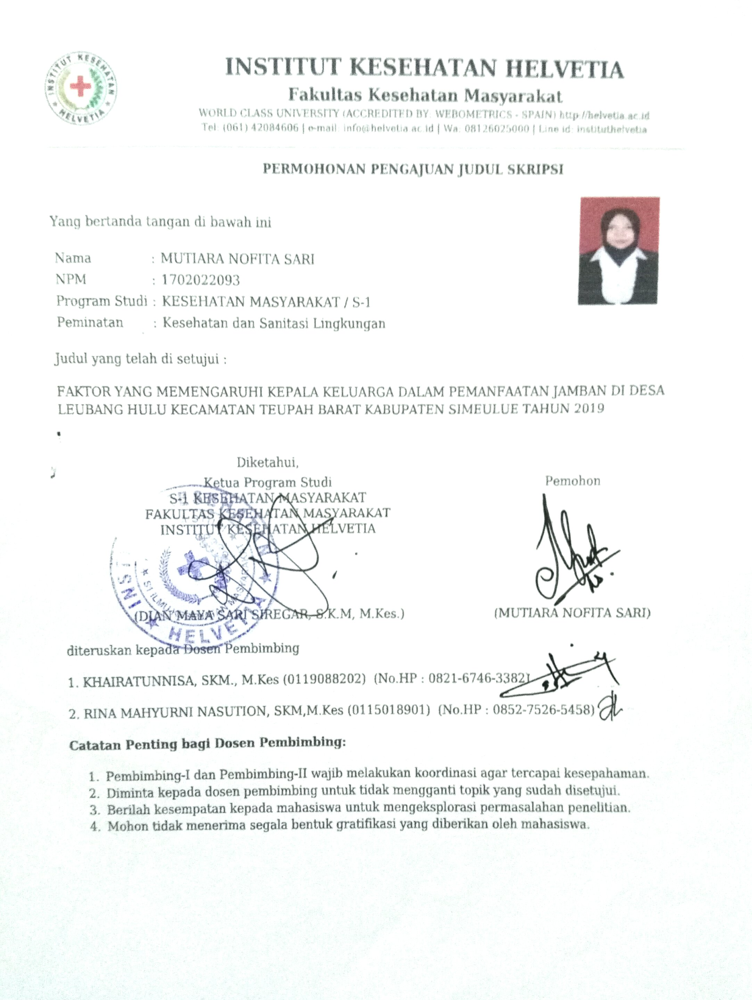 INSTITUT KESEHATAN
HELVETIA
INSTITUT KESEHATAN HELVETIA
Fakultas Kesehatan Masyarakat
WORLD CLASS UNIVERSITY (ACCREDITED BY: WEBOMETRICS - SPAIN) http://helvetia.ac.id
Tel: (061) 42084606 | e-mail: info@helvetia.ac.id | Wa: 08126025000 | Line id: instituthelvetia
PERMOHONAN PENGAJUAN JUDUL SKRIPSI
Yang bertanda tangan di bawah ini
Nama : MUTIARA NOFITA SARI
NPM : 1702022093
Program Studi : KESEHATAN MASYARAKAT / S-1
Peminatan : Kesehatan dan Sanitasi Lingkungan
Judul yang telah di setujui :
FAKTOR YANG MEMENGARUHI KEPALA KELUARGA DALAM PEMANFAATAN JAMBAN DI DESA
LEUBANG HULU KECAMATAN TEUPAH BARAT KABUPATEN SIMEULUE TAHUN 2019
Diketahui,
Ketua Program Studi
S-1 KESEHATAN MASYARAKAT
FAKULTAS KESEHATAN MASYARAKAT
INSTITUT KESEHATAN HELVETIA
Pemohon
HELVETIA
(DIAN MAYA SARI SIREGAR, S.K.M, M.Kes.)
(MUTIARA NOFITA SARI)
diteruskan kepada Dosen Pembimbing
1. KHAIRATUNNISA, SKM., M.Kes (0119088202) (No.HP : 0821-6746-3382)
2. RINA MAHYURNI NASUTION, SKM,M.Kes (0115018901) (No.HP : 0852-7526-5458)
Catatan Penting bagi Dosen Pembimbing:
1. Pembimbing-I dan Pembimbing-II wajib melakukan koordinasi agar tercapai kesepahaman.
2. Diminta kepada dosen pembimbing untuk tidak mengganti topik yang sudah disetujui.
3. Berilah kesempatan kepada mahasiswa untuk mengeksplorasi permasalahan penelitian.
4. Mohon tidak menerima segala bentuk gratifikasi yang diberikan oleh mahasiswa.